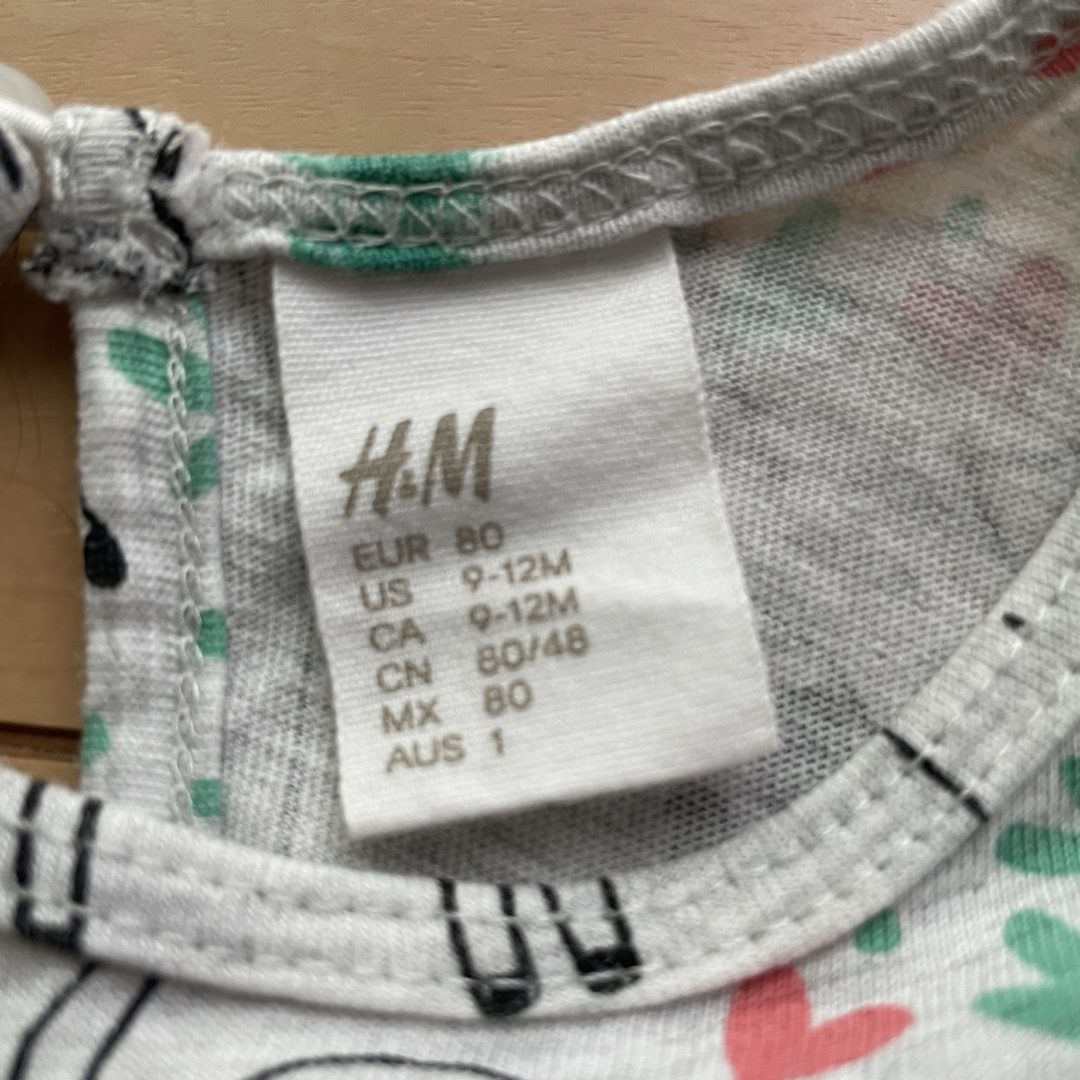 H&M
EUR 80
US 9-12M
CA 9-12M
CN 80/48
MX 80
AUS 1